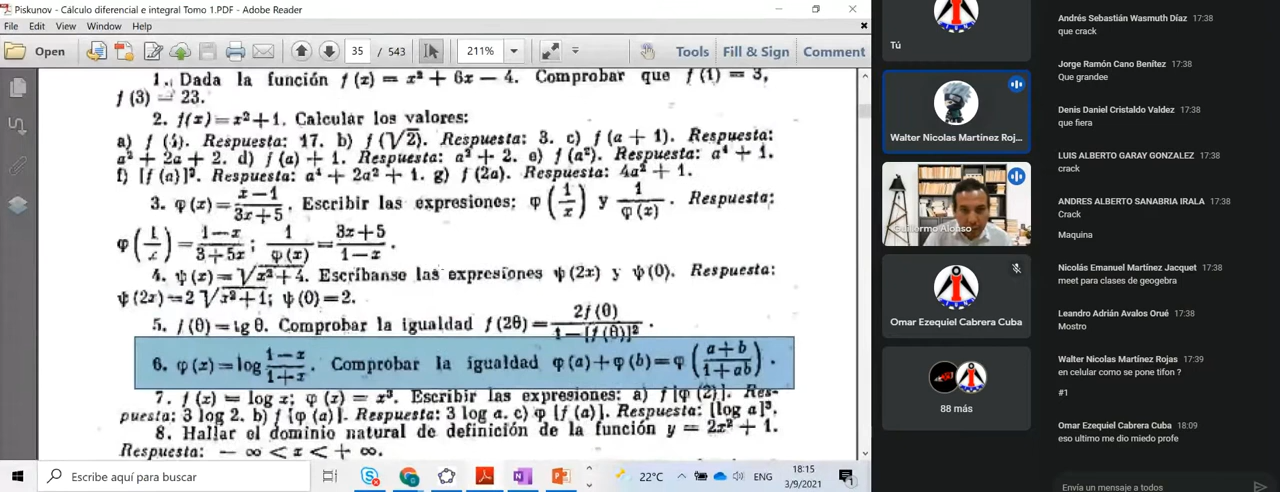 Piskunov - Cálculo diferencial e integral Tomo 1.PDF - Adobe Reader
File Edit View Window Help
Open 35 / 543 211% Tools Fill & Sign Comment
1. Dada la función f (x) = x² + 6x − 4. Comprobar que f (1) = 3,
f (3) = 23.
2. f(x) = x² + 1. Calcular los valores:
a) f (4). Respuesta: 17. b) f (√2). Respuesta: 3. c) f (a + 1). Respuesta:
a² + 2a + 2. d) f (a) + 1. Respuesta: a² + 2. e) f (a²). Respuesta: a⁴ + 1.
f) [f (a)]². Respuesta: a⁴ + 2a² + 1. g) f (2a). Respuesta: 4a² + 1.
3. φ (x) = (x−1)/(3x+5). Escribir las expresiones: φ (1/x) y 1/φ(x). Respuesta:
φ (1/x) = (1−x)/(3+5x); 1/φ(x) = (3x+5)/(1−x).
4. ψ (x) = √(x²+4). Escríbanse las expresiones ψ (2x) y ψ (0). Respuesta:
ψ (2x) = 2 √(x²+1); ψ (0) = 2.
5. f (θ) = tg θ. Comprobar la igualdad f (2θ) = 2f (θ)/(1−[f (θ)]²).
6. φ (x) = log (1−x)/(1+x). Comprobar la igualdad φ (a) + φ (b) = φ ((a+b)/(1+ab)).
7. f (x) = log x; φ (x) = x³. Escribir las expresiones: a) f [φ (2)]. Res-
puesta: 3 log 2. b) f [φ (a)]. Respuesta: 3 log a. c) φ [f (a)]. Respuesta: [log a]³.
8. Hallar el dominio natural de definición de la función y = 2x² + 1.
Respuesta: − ∞ < x < + ∞.
Escribe aquí para buscar
22°C ENG
18:15
3/9/2021
Tú
Walter Nicolas Martínez Roj...
Guillermo Alonso
Omar Ezequiel Cabrera Cuba
88 más
Andrés Sebastián Wasmuth Díaz 17:38
que crack
Jorge Ramón Cano Benítez 17:38
Que grandee
Denis Daniel Cristaldo Valdez 17:38
que fiera
LUIS ALBERTO GARAY GONZALEZ 17:38
crack
ANDRES ALBERTO SANABRIA IRALA 17:38
Crack
Maquina
Nicolás Emanuel Martínez Jacquet 17:38
meet para clases de geogebra
Leandro Adrián Avalos Orué 17:38
Mostro
Walter Nicolas Martínez Rojas 17:39
en celular como se pone tifon ?
#1
Omar Ezequiel Cabrera Cuba 18:09
eso ultimo me dio miedo profe
Envía un mensaje a todos